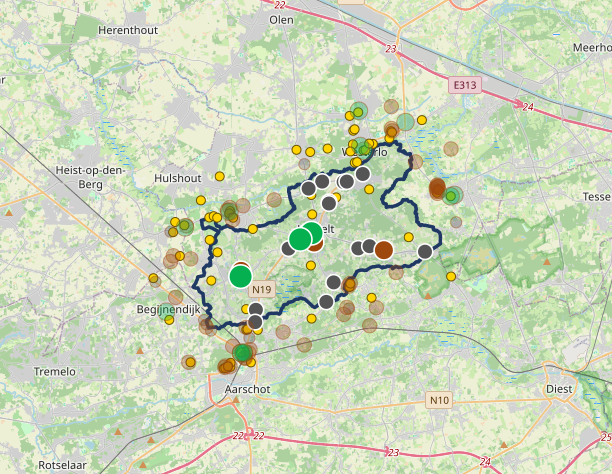 22
Olen
Herenthout
23
Meerho
E313
24
Heist-op-den-
Berg
Hulshout
Tesse
N19
Begijnendijk
Tremelo
Aarschot
N10
Diest
22
22
23
24
25
Rotselaar